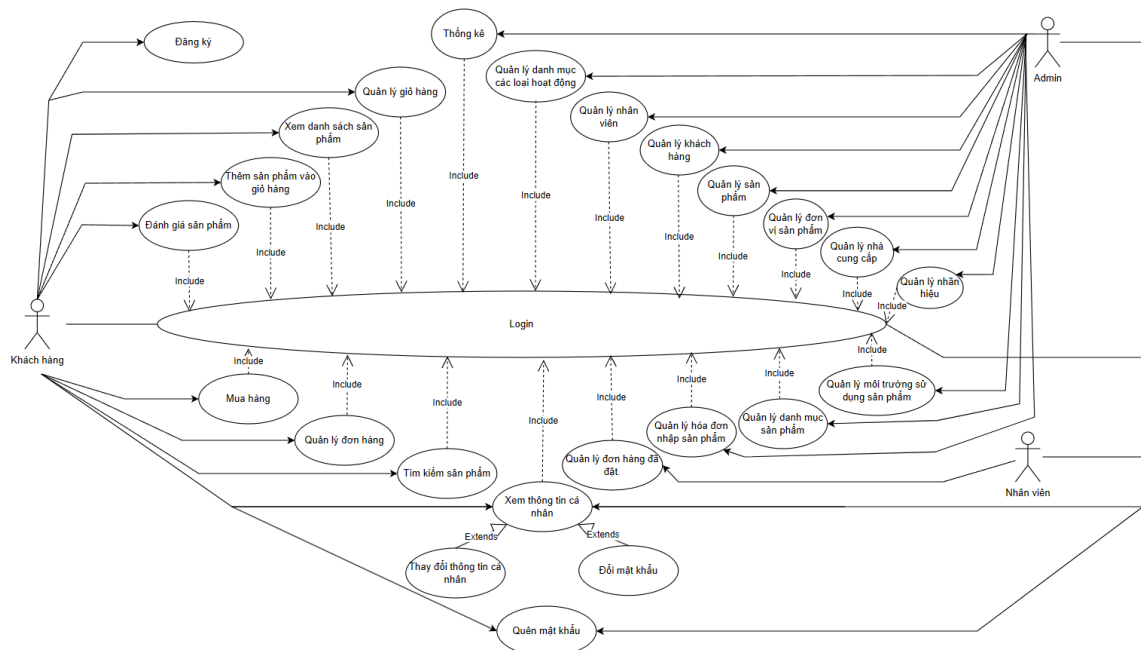 Thống kê
Đăng ký
Admin
Quản lý danh mục
các loại hoạt động
Quản lý giỏ hàng
Quản lý nhân
viên
Xem danh sách sản
phẩm
Quản lý khách
hàng
Include
Include
Include
Thêm sản phẩm vào
giỏ hàng
Quản lý sản
phẩm
Include
Đánh giá sản phẩm
Include
Quản lý đơn
vị sản phẩm
Include
Include
Include
Include
Quản lý nhà
cung cấp
Include
Include
Include
Quản lý nhãn
hiệu
Include
Login
Khách hàng
Include
Include
Include
Include
Include
Include
Include
Include
Mua hàng
Quản lý môi trường sử
dụng sản phẩm
Quản lý đơn hàng
Quản lý hóa đơn
nhập sản phẩm
Quản lý danh mục
sản phẩm
Tìm kiếm sản phẩm
Quản lý đơn hàng đã
đặt.
Nhân viên
Xem thông tin cá
nhân
Extends
Extends
Thay đổi thông tin cá
nhân
Đổi mật khẩu
Quên mật khẩu